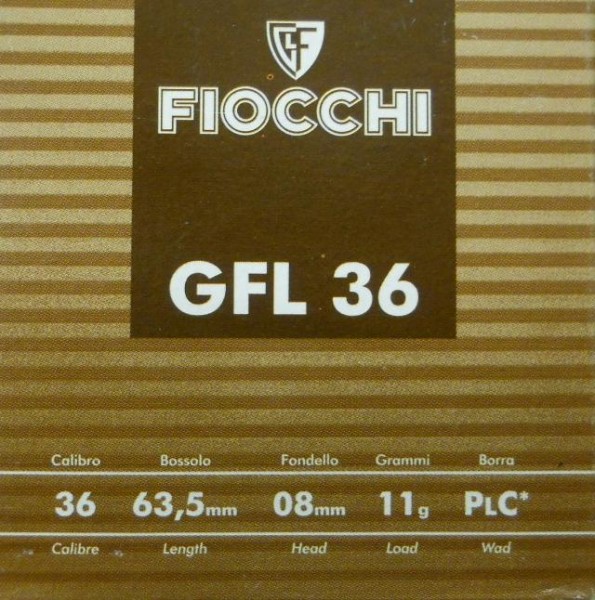 GFL
FIOCCHI
GFL 36
Calibro Bossolo Fondello Grammi Borra
36 63,5mm 08mm 11g PLC*
Calibre Length Head Load Wad